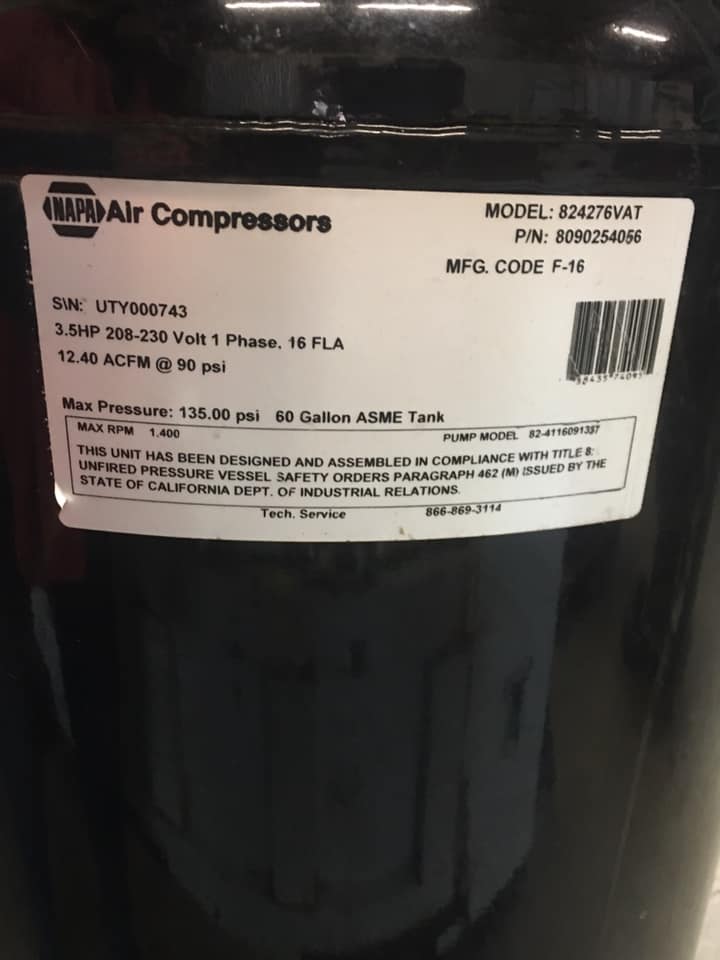 NAPA Air Compressors
MODEL: 824276VAT
P/N: 8090254056
MFG. CODE F-16
S\N: UTY000743
3.5HP 208-230 Volt 1 Phase. 16 FLA
12.40 ACFM @ 90 psi
Max Pressure: 135.00 psi 60 Gallon ASME Tank
MAX RPM 1.400
PUMP MODEL 82-4116091357
THIS UNIT HAS BEEN DESIGNED AND ASSEMBLED IN COMPLIANCE WITH TITLE 8:
UNFIRED PRESSURE VESSEL SAFETY ORDERS PARAGRAPH 462 (M) ISSUED BY THE
STATE OF CALIFORNIA DEPT. OF INDUSTRIAL RELATIONS.
Tech. Service 866-869-3114